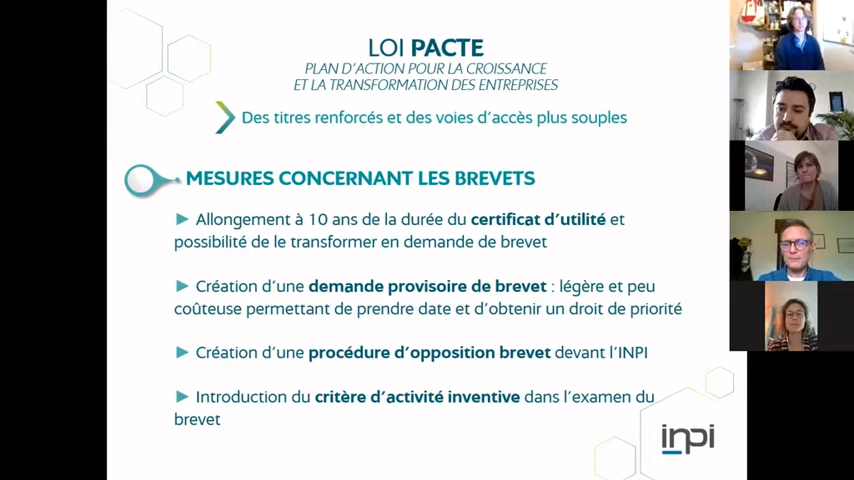 LOI PACTE
PLAN D'ACTION POUR LA CROISSANCE
ET LA TRANSFORMATION DES ENTREPRISES
Des titres renforcés et des voies d'accès plus souples
MESURES CONCERNANT LES BREVETS
► Allongement à 10 ans de la durée du certificat d'utilité et
possibilité de le transformer en demande de brevet
► Création d'une demande provisoire de brevet : légère et peu
coûteuse permettant de prendre date et d'obtenir un droit de priorité
► Création d'une procédure d'opposition brevet devant l'INPI
► Introduction du critère d'activité inventive dans l'examen du
brevet
inpi